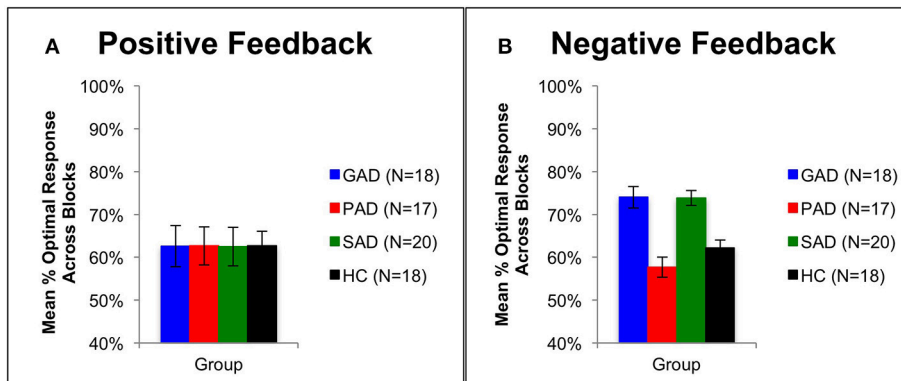 A Positive Feedback
Mean % Optimal Response
Across Blocks
100%
90%
80%
70%
60%
50%
40%
Group
GAD (N=18)
PAD (N=17)
SAD (N=20)
HC (N=18)
B Negative Feedback
Mean % Optimal Response
Across Blocks
100%
90%
80%
70%
60%
50%
40%
Group
GAD (N=18)
PAD (N=17)
SAD (N=20)
HC (N=18)